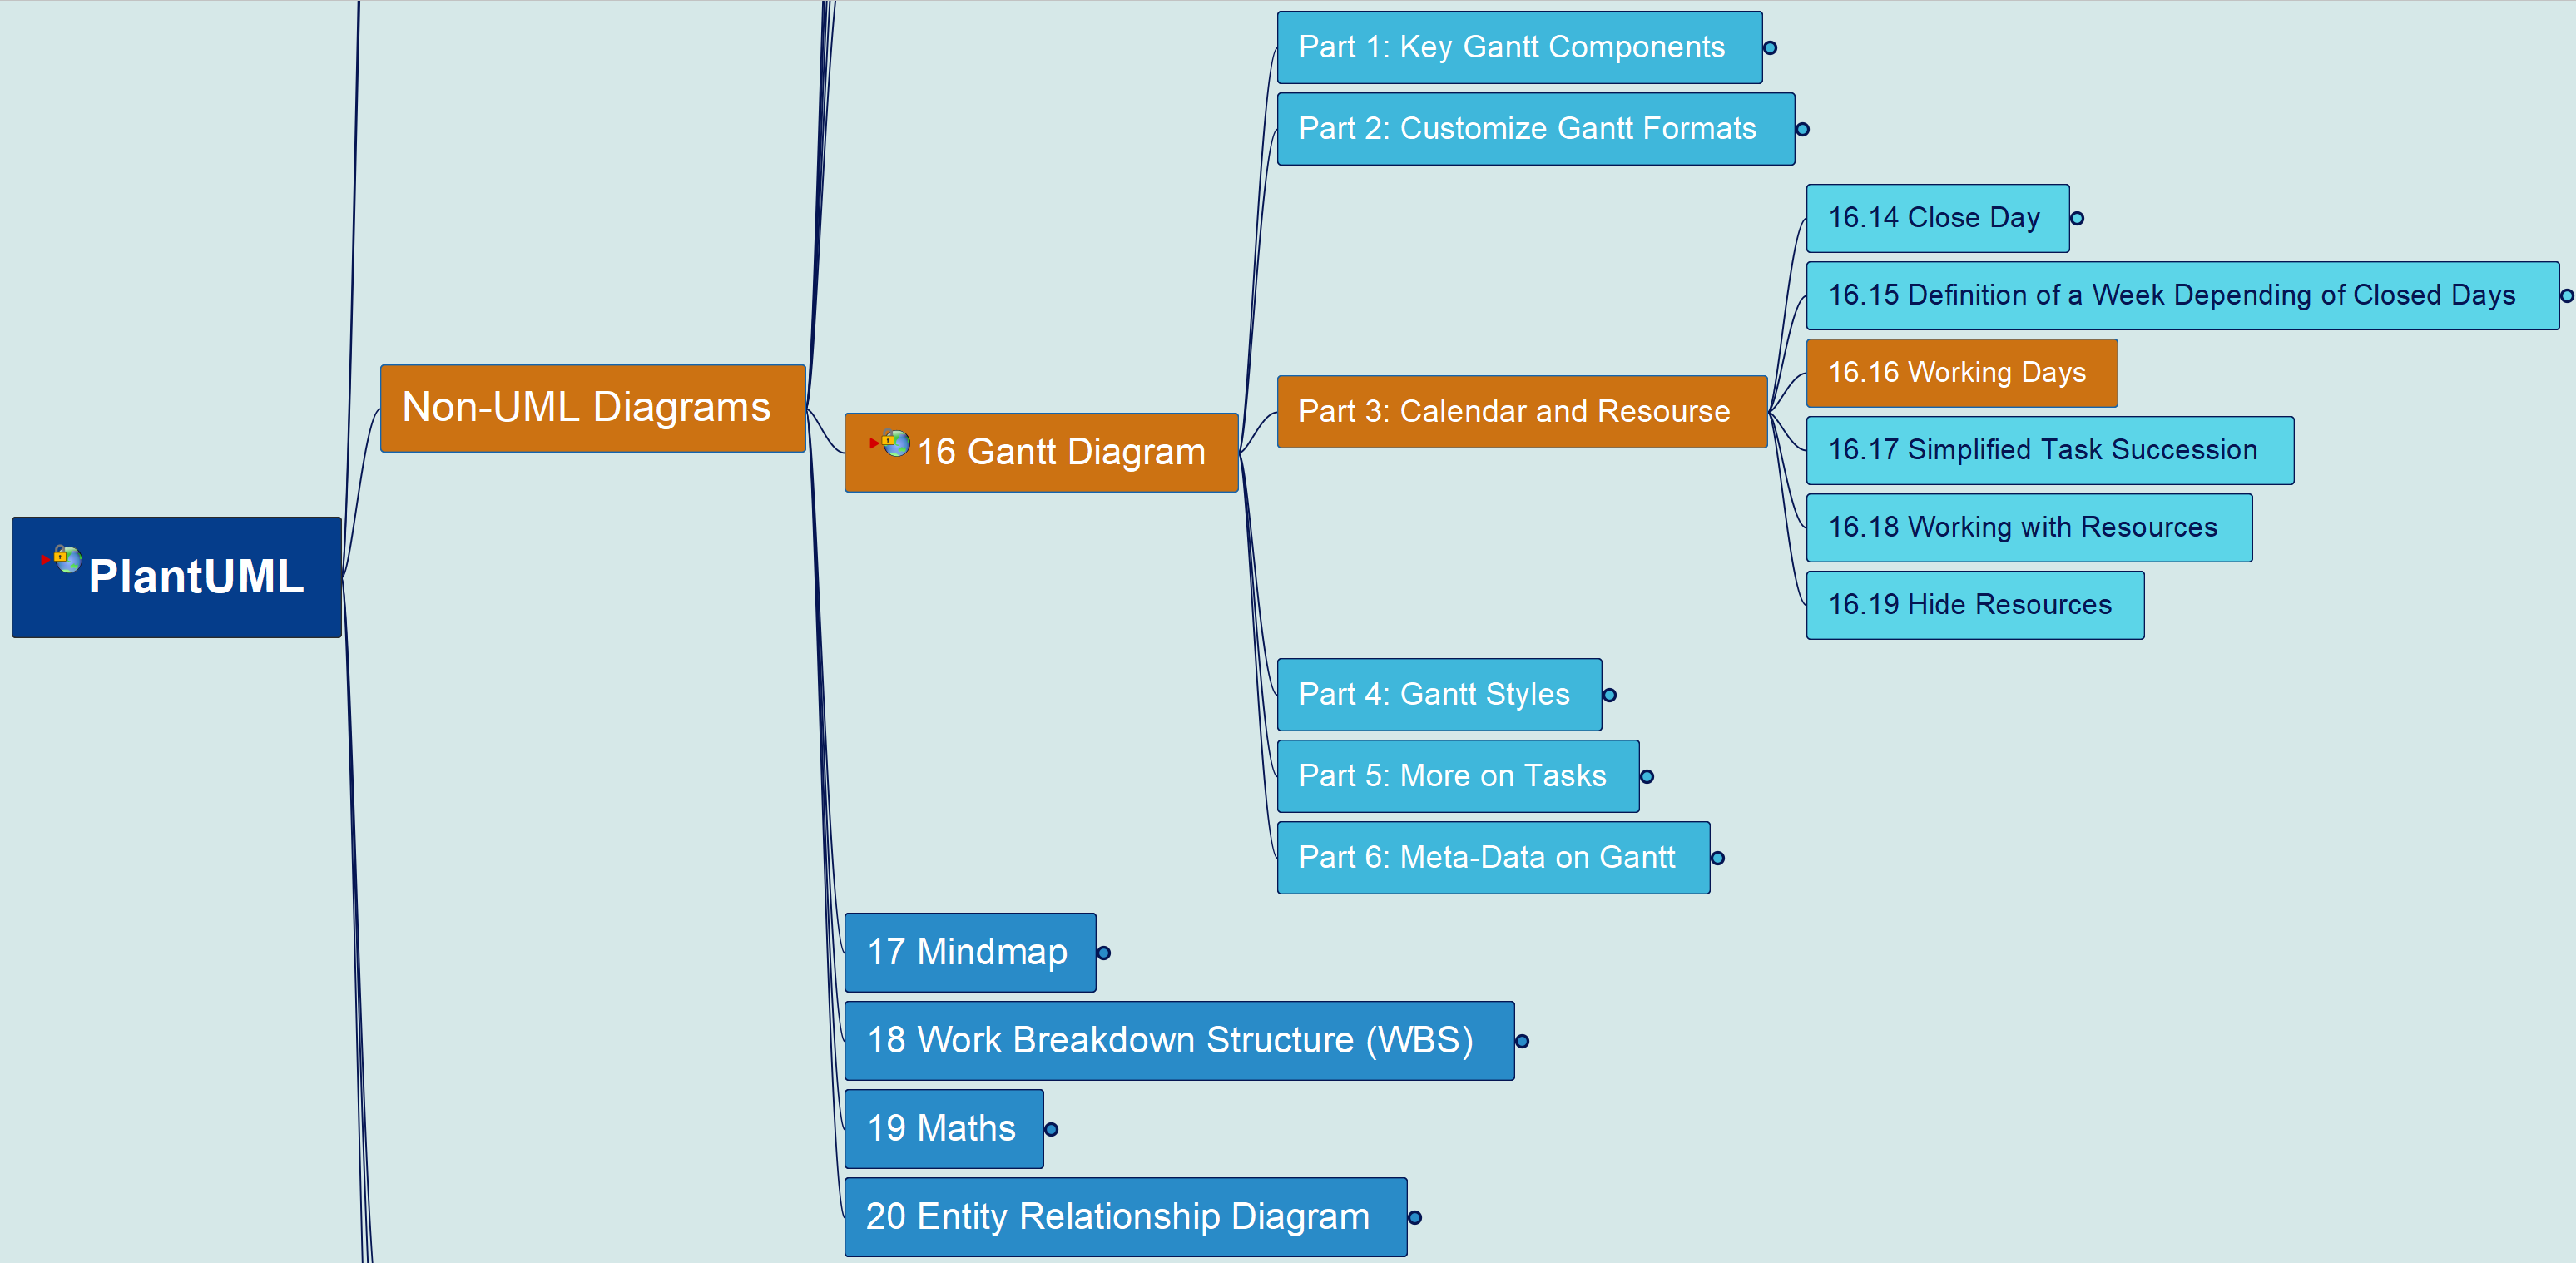 PlantUML
Non-UML Diagrams
16 Gantt Diagram
Part 1: Key Gantt Components
Part 2: Customize Gantt Formats
Part 3: Calendar and Resourse
16.14 Close Day
16.15 Definition of a Week Depending of Closed Days
16.16 Working Days
16.17 Simplified Task Succession
16.18 Working with Resources
16.19 Hide Resources
Part 4: Gantt Styles
Part 5: More on Tasks
Part 6: Meta-Data on Gantt
17 Mindmap
18 Work Breakdown Structure (WBS)
19 Maths
20 Entity Relationship Diagram